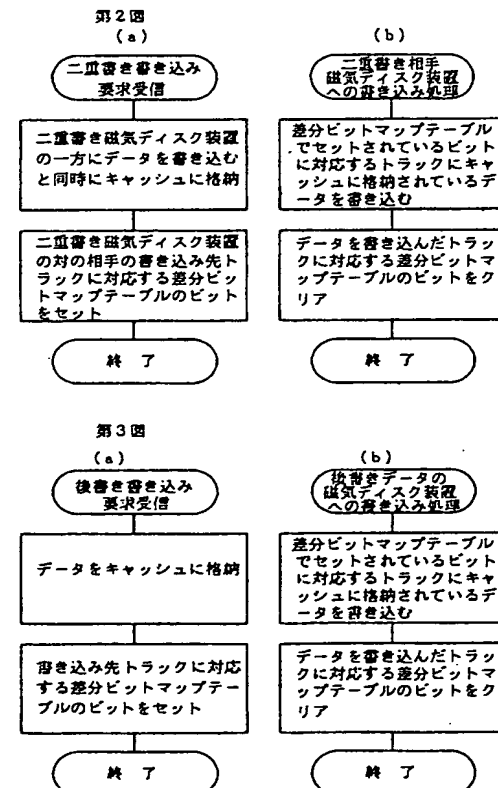 第2図
(a)
二重書き書き込み
要求受信
二重書き磁気ディスク装置
の一方にデータを書き込む
と同時にキャッシュに格納
二重書き磁気ディスク装置
の対の相手の書き込み先ト
ラックに対応する差分ビッ
トマップテーブルのビット
をセット
終了
(b)
二重書き相手
磁気ディスク装置
への書き込み処理
差分ビットマップテーブル
でセットされているビット
に対応するトラックにキャ
ッシュに格納されているデ
ータを書き込む
データを書き込んだトラッ
クに対応する差分ビットマ
ップテーブルのビットをク
リア
終了
第3図
(a)
後書き書き込み
要求受信
データをキャッシュに格納
書き込み先トラックに対応
する差分ビットマップテー
ブルのビットをセット
終了
(b)
後書きデータの
磁気ディスク装置
への書き込み処理
差分ビットマップテーブル
でセットされているビット
に対応するトラックにキャ
ッシュに格納されているデ
ータを書き込む
データを書き込んだトラッ
クに対応する差分ビットマ
ップテーブルのビットをク
リア
終了